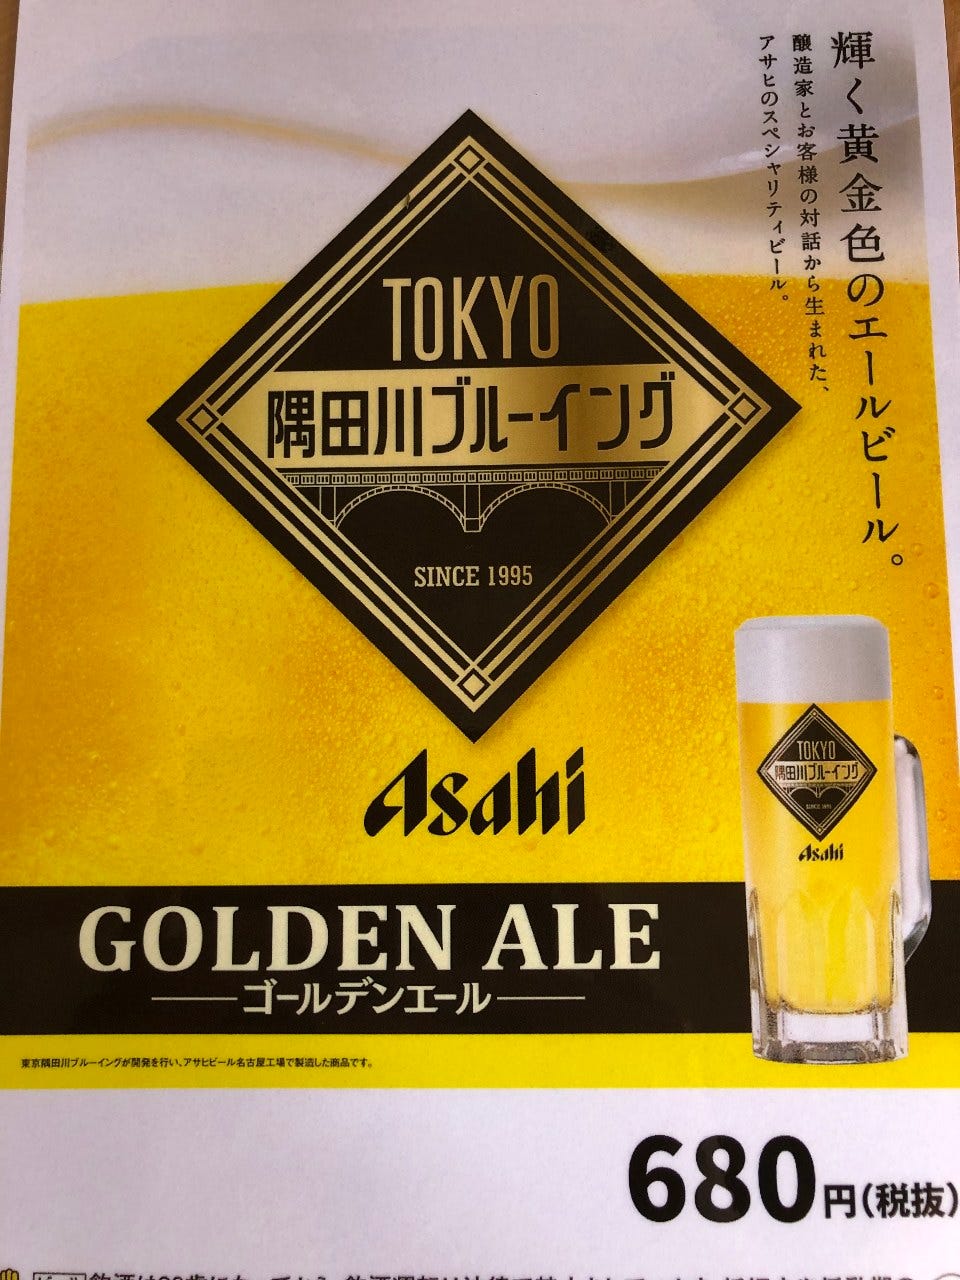 輝く黄金色のエールビール。
醸造家とお客様の対話から生まれた、
アサヒのスペシャリティビール。
TOKYO
隅田川ブルーイング
SINCE 1995
Asahi
TOKYO
隅田川ブルーイング
SINCE 1995
Asahi
GOLDEN ALE
ゴールデンエール
東京隅田川ブルーイングが開発を行い、アサヒビール名古屋工場で製造した商品です。
680円(税抜)